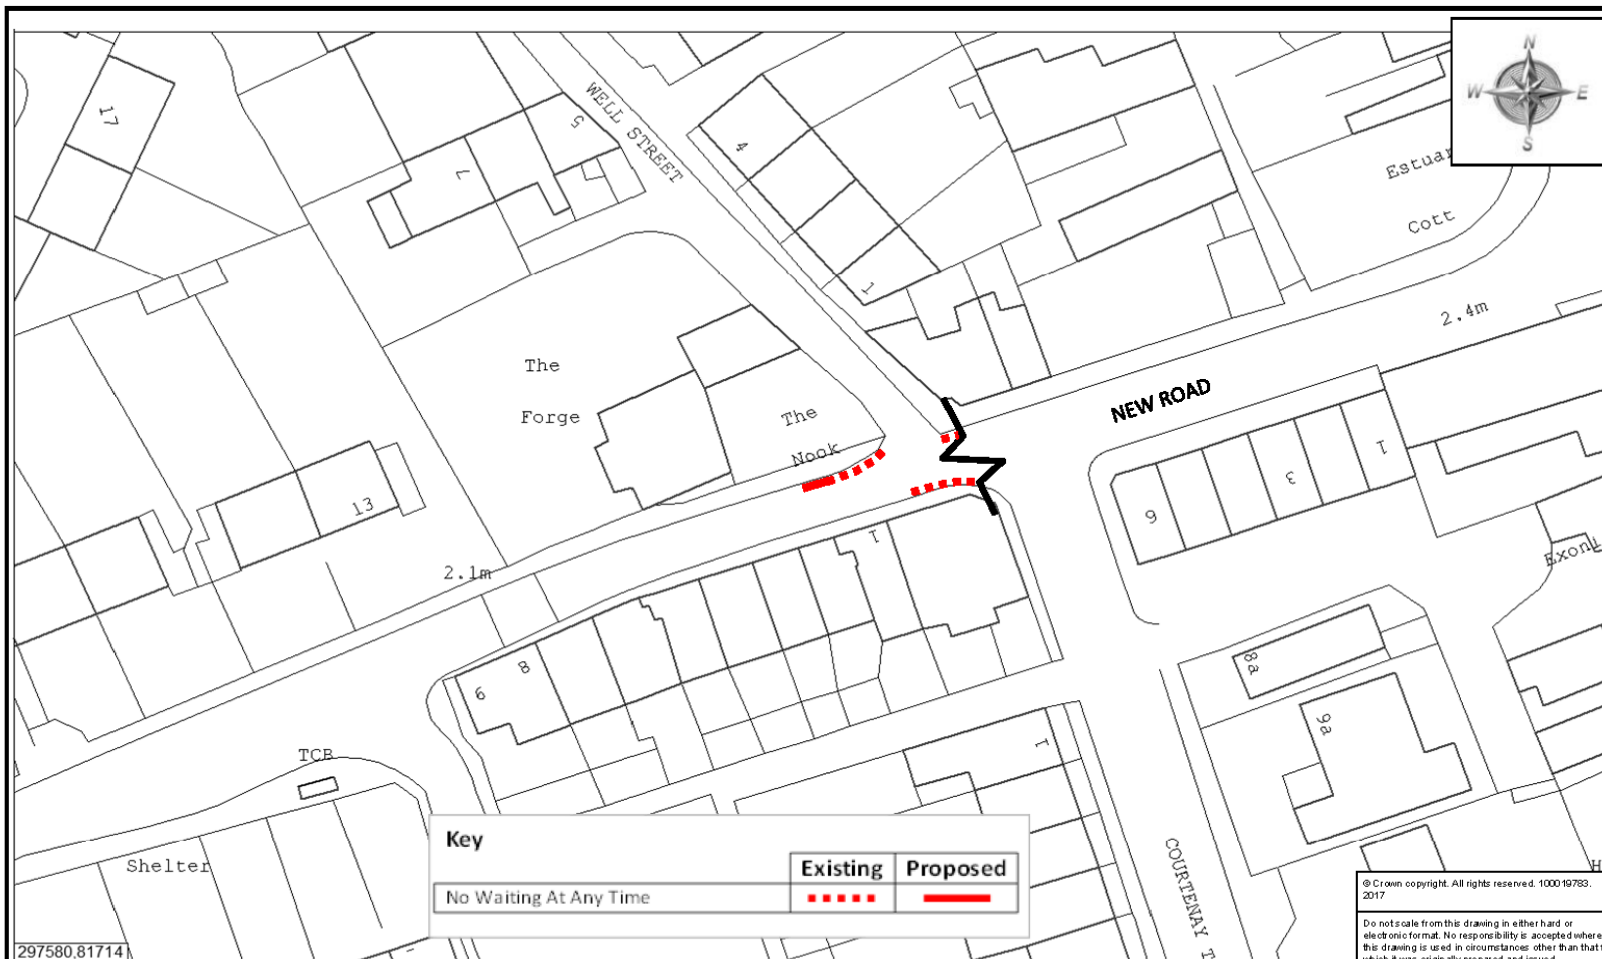 N
W E
S
17
5
7
WELL STREET
4
1
Cott
2.4m
The
Forge
The
Nook
NEW ROAD
13
6
3
1
1
2.1m
8
9
8a
9a
1
TCB
Shelter
COURTENAY T
Key
Existing Proposed
No Waiting At Any Time
© Crown copyright. All rights reserved. 100019783.
2017
Do not scale from this drawing in either hard or
electronic format. No responsibility is accepted where
this drawing is used in circumstances other than that
297580,81714